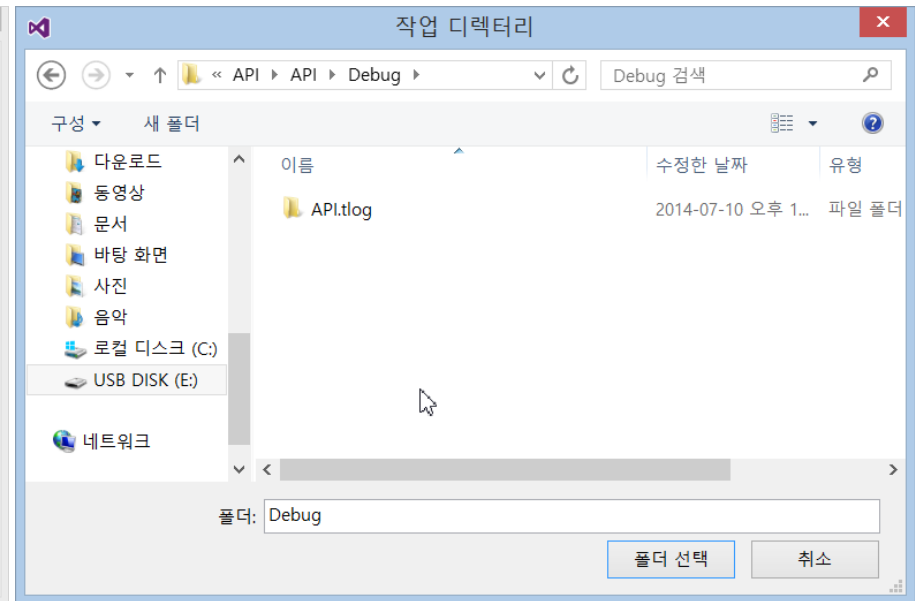 작업 디렉터리
« API API Debug
Debug 검색
구성 새 폴더
이름 수정한 날짜 유형
다운로드
동영상
문서
바탕 화면
사진
음악
로컬 디스크 (C:)
USB DISK (E:)
네트워크
API.tlog 2014-07-10 오후 1... 파일 폴더
폴더: Debug
폴더 선택 취소